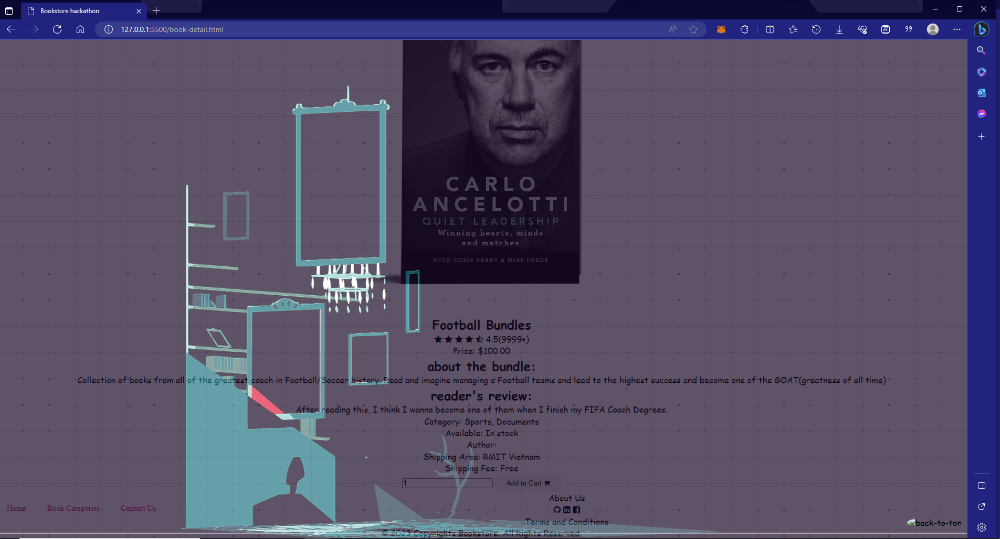 Bookstore hackathon
127.0.0.1:5500/book-detail.html
CARLO
ANCELOTTI
QUIET LEADERSHIP
Winning hearts, minds
and matches
WITH CHRIS BRADY & MIKE FORDE
Football Bundles
4.5(9999+)
Price: $100.00
about the bundle:
Collection of books from all of the greatest coach in Football/Soccer history. Read and imagine managing a Football teams and lead to the highest success and become one of the GOAT(greatness of all time)
reader's review:
After reading this, I think I wanna become one of them when I finish my FIFA Coach Degrees.
Category: Sports, Documents
Available: In stock
Author:
Shipping Area: RMIT Vietnam
Shipping Fee: Free
1 Add to Cart
About Us
Home Book Categories Contact Us
Terms and Conditions
back-to-top
© 2023 Copyrights Bookstore. All Rights Reserved.